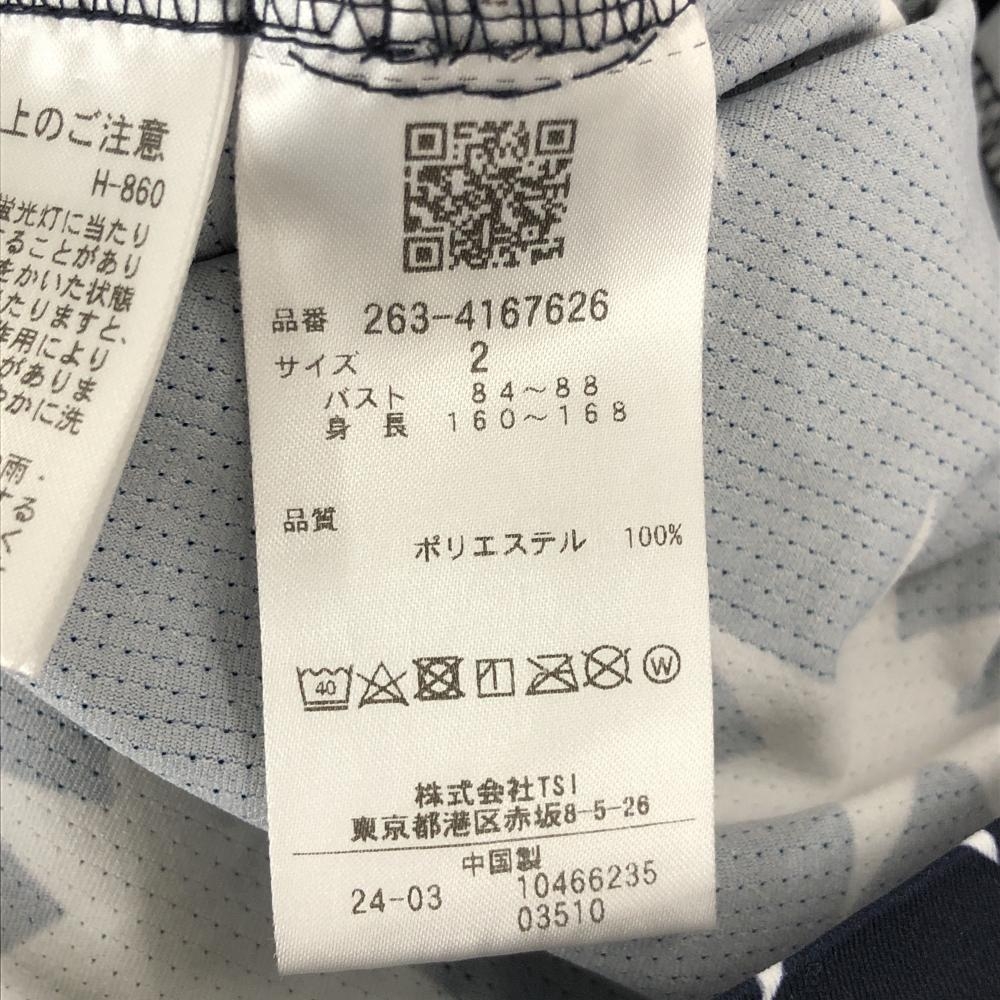 上のご注意
H-860
蛍光灯に当たり
ることがあり
をかいた状態
たりますと、
作用により
がありま
やかに洗
雨・
する
く
品番 263-4167626
サイズ 2
バスト 84～88
身長 160～168
品質
ポリエステル 100%
40
W
株式会社TSI
東京都港区赤坂8-5-26
中国製
24-03 10466235
03510